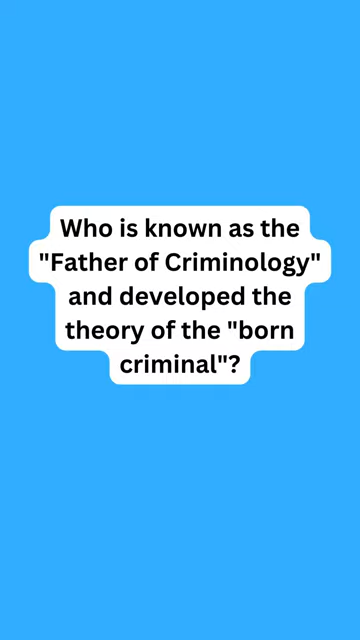 Who is known as the
"Father of Criminology"
and developed the
theory of the "born
criminal"?